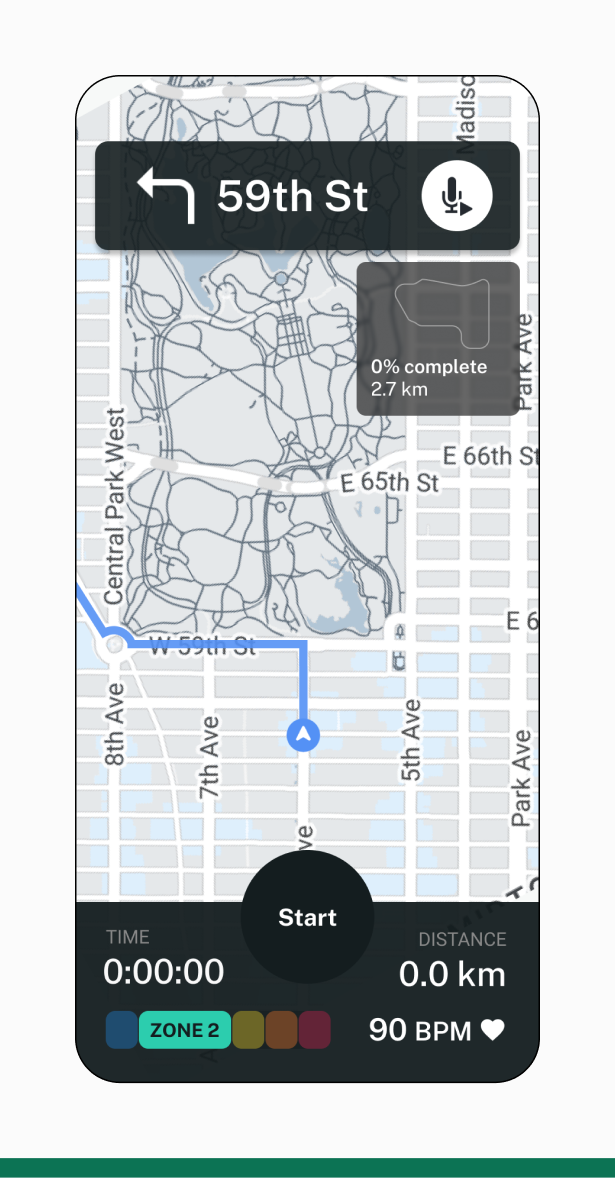 Madisc
59th St
0% complete
2.7 km
Park Ave
Central Park West
E 66th St
E 65th St
E 6
W 59th St
8th Ave
7th Ave
5th Ave
Park Ave
ve
Start
TIME
0:00:00
DISTANCE
0.0 km
ZONE 2
90 BPM